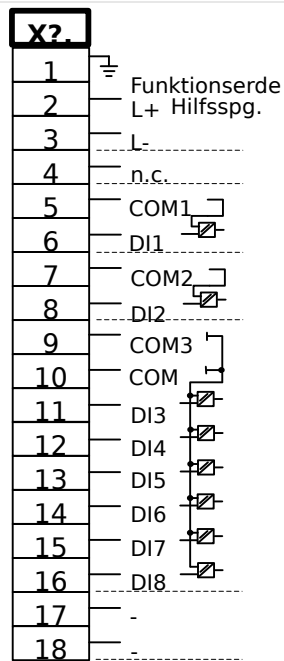 X?.
1
Funktionserde
2 L+ Hilfsspg.
3 L-
4 n.c.
5 COM1
6 DI1
7 COM2
8 DI2
9 COM3
10 COM
11 DI3
12 DI4
13 DI5
14 DI6
15 DI7
16 DI8
17 -
18 -